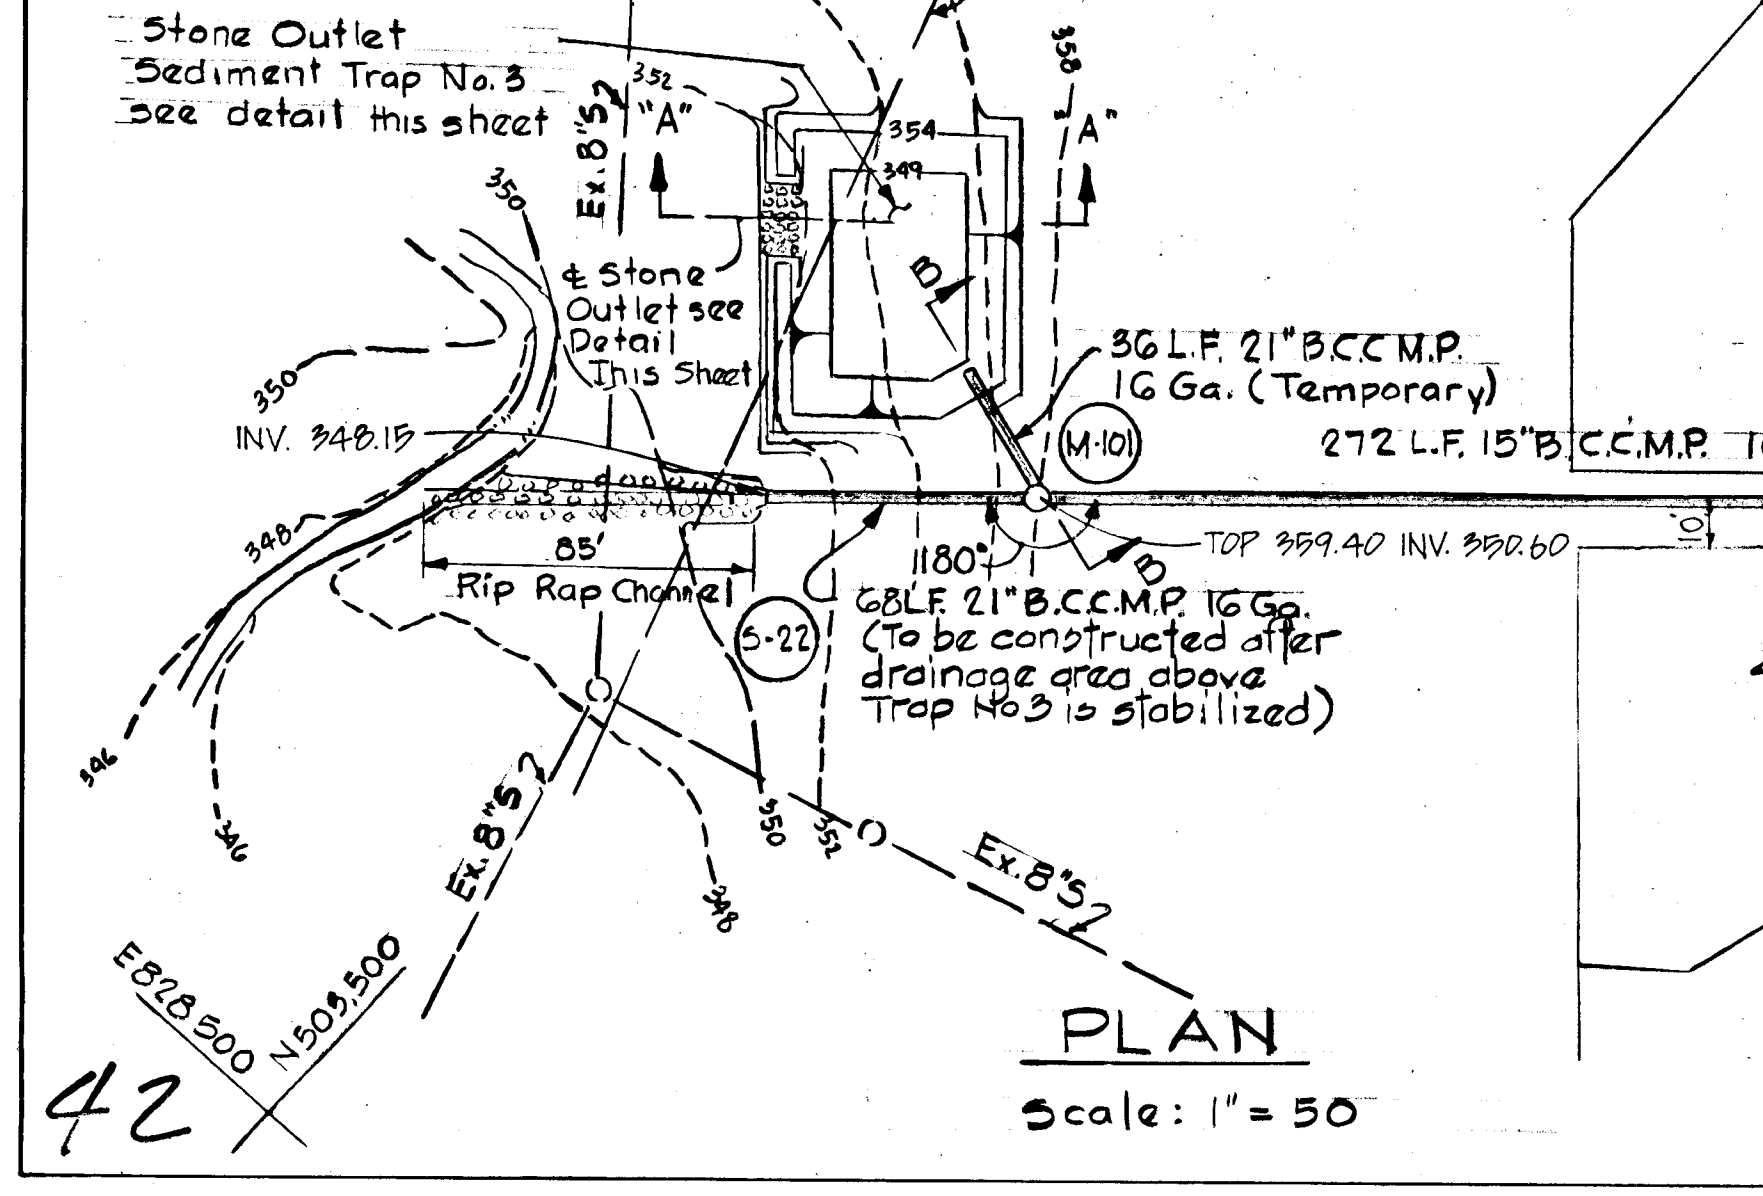 Stone Outlet
Sediment Trap No. 3
see detail this sheet
Ex. 8"S
352
"A"
358
A"
354
349
350
B
℄ Stone
Outlet see
Detail
This Sheet
350
36 L.F. 21" B.C.C M.P.
16 Ga. (Temporary)
M-101
272 L.F. 15" B.C.C.M.P.
INV. 348.15
348
85'
Rip Rap Channel
180°
B
TOP 359.40 INV. 350.60
10'
S-22
68 L.F. 21" B.C.C.M.P. 16 Ga.
(To be constructed after
drainage area above
Trap No 3 is stabilized)
346
346
Ex. 8"S
350
352
348
Ex. 8"S
E 828 500
N 503,500
42
PLAN
Scale: 1" = 50